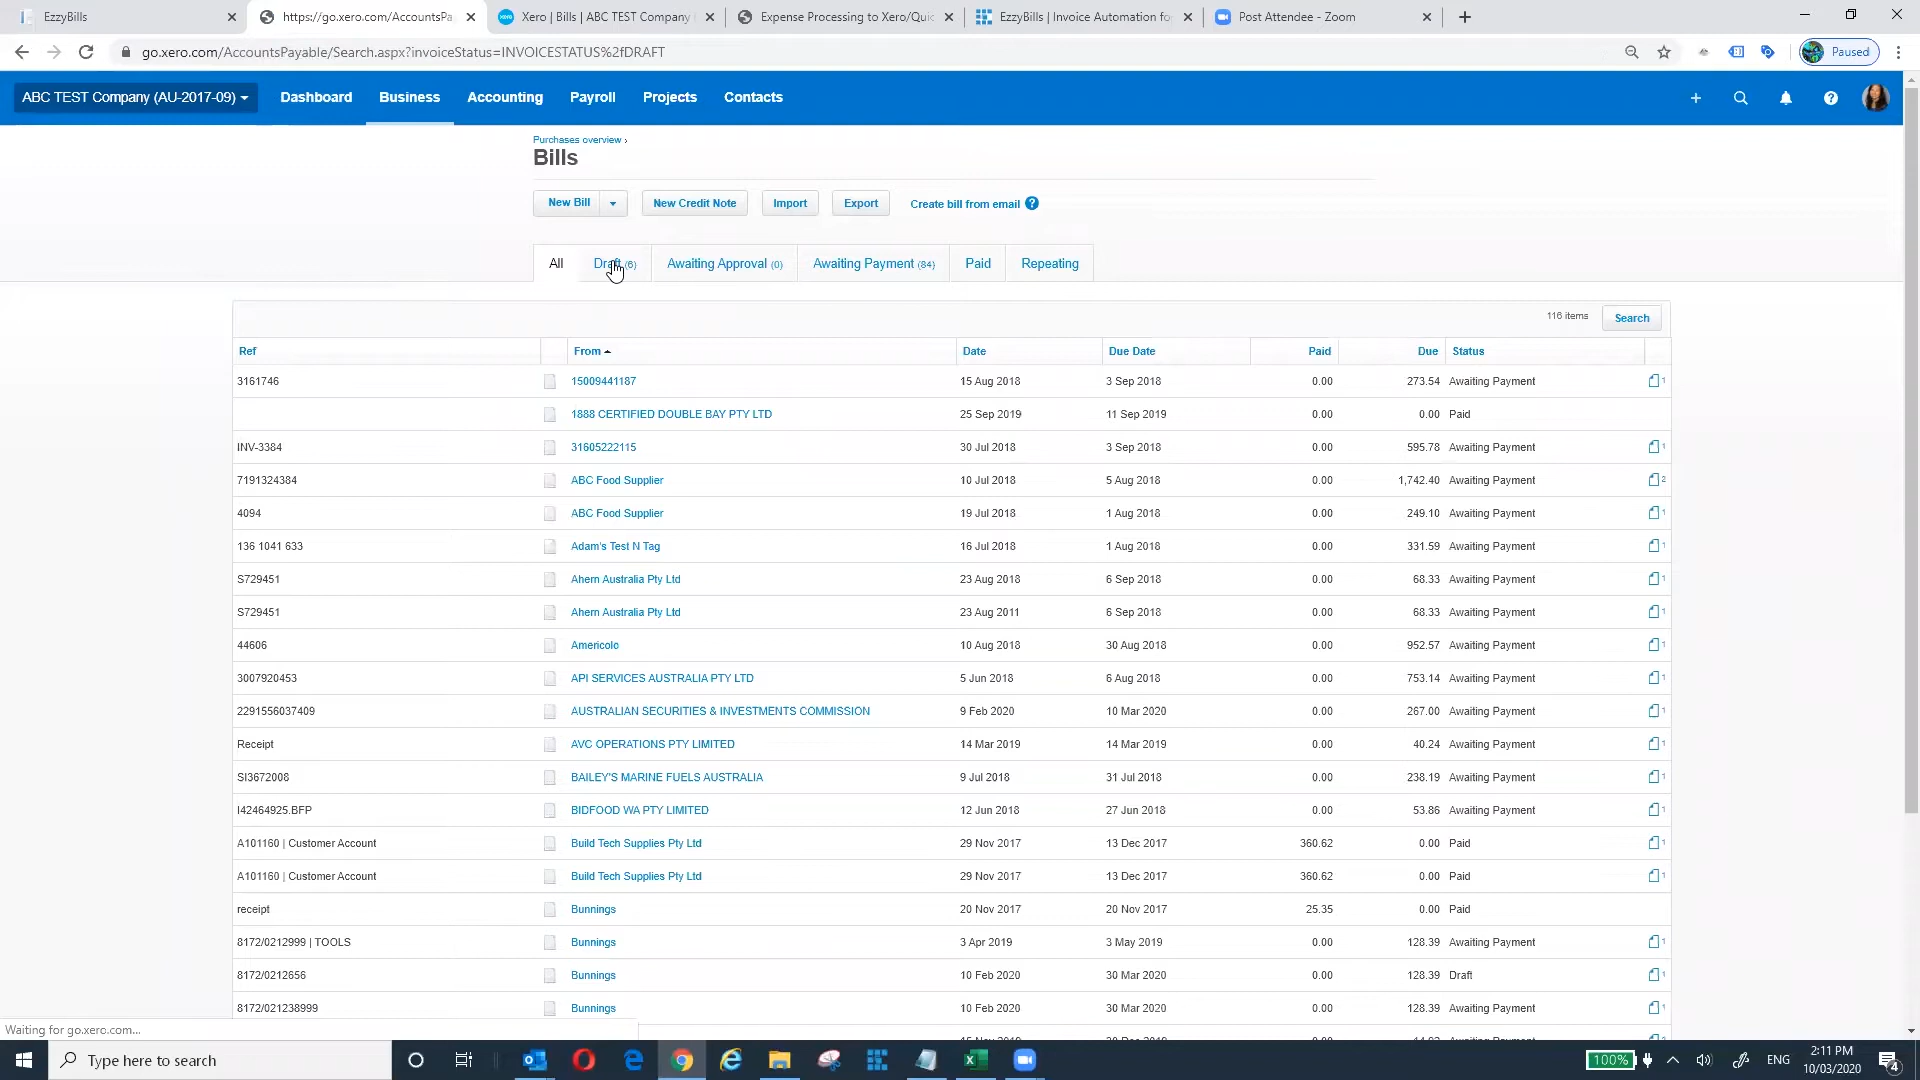 EzzyBills
https://go.xero.com/AccountsPa
Xero | Bills | ABC TEST Company
Expense Processing to Xero/Quic
EzzyBills | Invoice Automation fo
Post Attendee - Zoom
go.xero.com/AccountsPayable/Search.aspx?invoiceStatus=INVOICESTATUS%2fDRAFT
Paused
ABC TEST Company (AU-2017-09) Dashboard Business Accounting Payroll Projects Contacts
Purchases overview ›
Bills
New Bill New Credit Note Import Export Create bill from email ?
All Draft (6) Awaiting Approval (0) Awaiting Payment (84) Paid Repeating
116 items Search
Ref From Date Due Date Paid Due Status
3161746 15009441187 15 Aug 2018 3 Sep 2018 0.00 273.54 Awaiting Payment 1
1888 CERTIFIED DOUBLE BAY PTY LTD 25 Sep 2019 11 Sep 2019 0.00 0.00 Paid
INV-3384 31605222115 30 Jul 2018 3 Sep 2018 0.00 595.78 Awaiting Payment 1
7191324384 ABC Food Supplier 10 Jul 2018 5 Aug 2018 0.00 1,742.40 Awaiting Payment 2
4094 ABC Food Supplier 19 Jul 2018 1 Aug 2018 0.00 249.10 Awaiting Payment 1
136 1041 633 Adam's Test N Tag 16 Jul 2018 1 Aug 2018 0.00 331.59 Awaiting Payment 1
S729451 Ahern Australia Pty Ltd 23 Aug 2018 6 Sep 2018 0.00 68.33 Awaiting Payment 1
S729451 Ahern Australia Pty Ltd 23 Aug 2011 6 Sep 2018 0.00 68.33 Awaiting Payment 1
44606 Americolo 10 Aug 2018 30 Aug 2018 0.00 952.57 Awaiting Payment 1
3007920453 API SERVICES AUSTRALIA PTY LTD 5 Jun 2018 6 Aug 2018 0.00 753.14 Awaiting Payment 1
2291556037409 AUSTRALIAN SECURITIES & INVESTMENTS COMMISSION 9 Feb 2020 10 Mar 2020 0.00 267.00 Awaiting Payment 1
Receipt AVC OPERATIONS PTY LIMITED 14 Mar 2019 14 Mar 2019 0.00 40.24 Awaiting Payment 1
SI3672008 BAILEY'S MARINE FUELS AUSTRALIA 9 Jul 2018 31 Jul 2018 0.00 238.19 Awaiting Payment 1
I42464925.BFP BIDFOOD WA PTY LIMITED 12 Jun 2018 27 Jun 2018 0.00 53.86 Awaiting Payment 1
A101160 | Customer Account Build Tech Supplies Pty Ltd 29 Nov 2017 13 Dec 2017 360.62 0.00 Paid 1
A101160 | Customer Account Build Tech Supplies Pty Ltd 29 Nov 2017 13 Dec 2017 360.62 0.00 Paid 1
receipt Bunnings 20 Nov 2017 20 Nov 2017 25.35 0.00 Paid
8172/0212999 | TOOLS Bunnings 3 Apr 2019 3 May 2019 0.00 128.39 Awaiting Payment 1
8172/0212656 Bunnings 10 Feb 2020 30 Mar 2020 0.00 128.39 Draft 1
8172/021238999 Bunnings 10 Feb 2020 30 Mar 2020 0.00 128.39 Awaiting Payment 1
Waiting for go.xero.com...
Type here to search
100% ENG 2:11 PM
10/03/2020 4